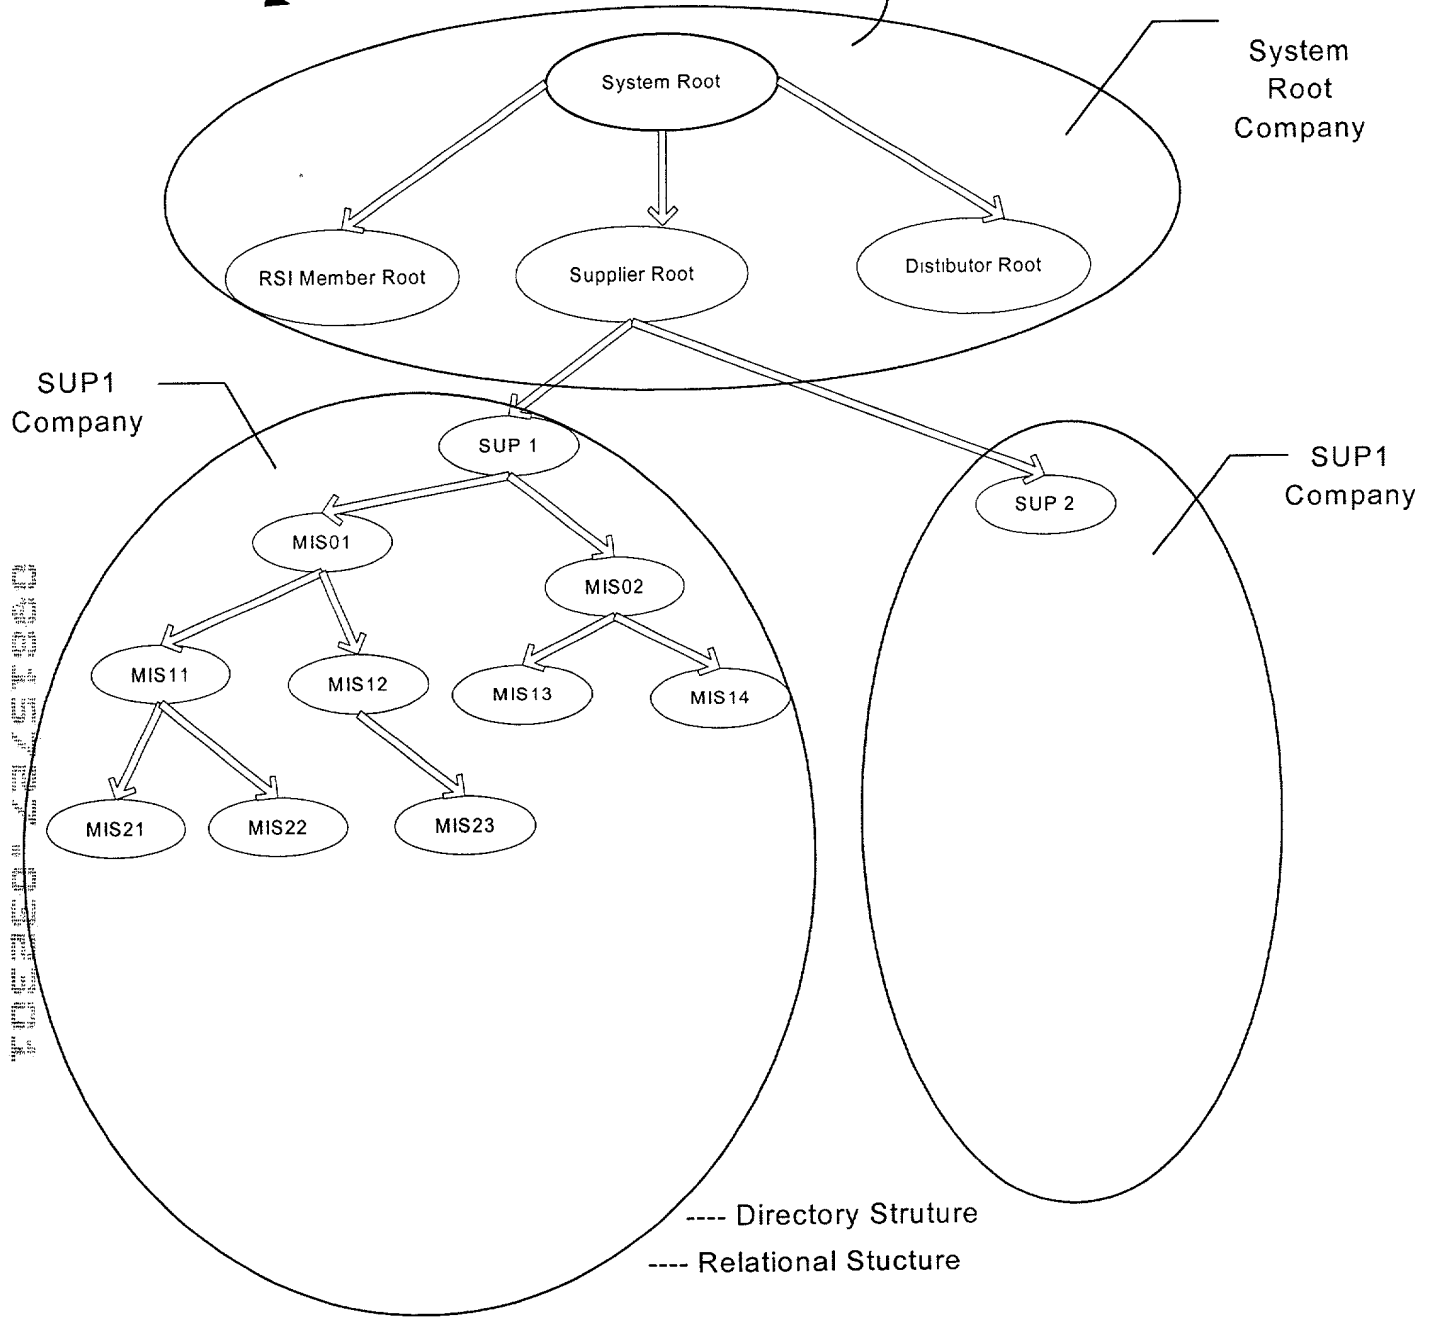 System
Root
Company
System Root
RSI Member Root
Supplier Root
Distibutor Root
SUP1
Company
SUP 1
SUP1
Company
SUP 2
MIS01
MIS02
MIS11
MIS12
MIS13
MIS14
MIS21
MIS22
MIS23
---- Directory Struture
---- Relational Stucture